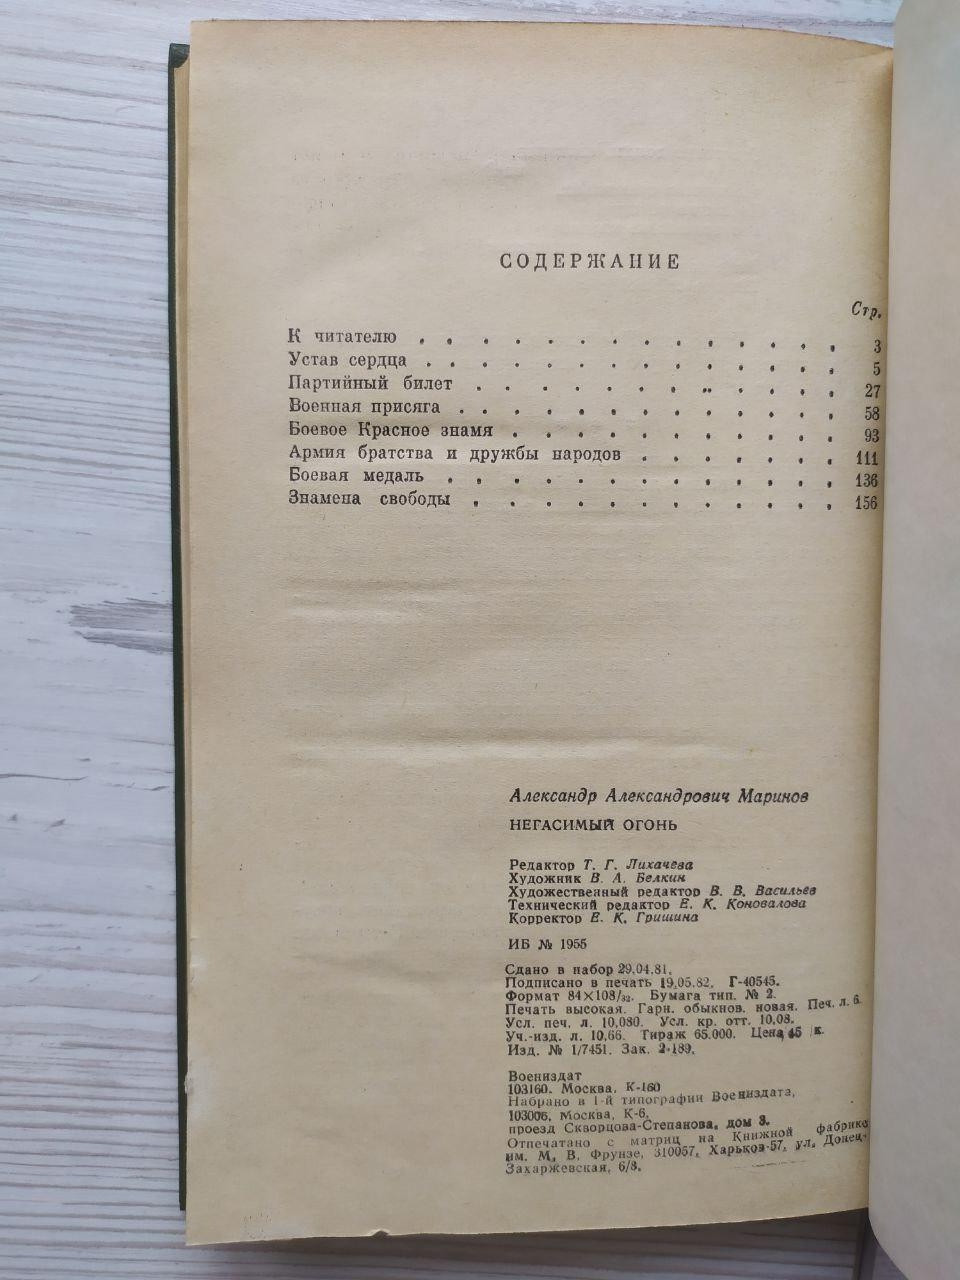 СОДЕРЖАНИЕ
Стр.
К читателю . . . . . . . . . . . . . 3
Устав сердца . . . . . . . . . . . . . 5
Партийный билет . . . . . . . . . . . 27
Военная присяга . . . . . . . . . . . . 58
Боевое Красное знамя . . . . . . . . . . 93
Армия братства и дружбы народов . . . . . . 111
Боевая медаль . . . . . . . . . . . . 136
Знамена свободы . . . . . . . . . . . 156
Александр Александрович Маринов
НЕГАСИМЫЙ ОГОНЬ
Редактор Т. Г. Лихачева
Художник В. А. Белкин
Художественный редактор В. В. Васильев
Технический редактор Е. К. Коновалова
Корректор Е. К. Гришина
ИБ № 1955
Сдано в набор 29.04.81.
Подписано в печать 19.05.82. Г-40545.
Формат 84×108/32. Бумага тип. № 2.
Печать высокая. Гарн. обыкнов. новая. Печ. л. 6.
Усл. печ. л. 10,080. Усл. кр. отт. 10,08.
Уч.-изд. л. 10,66. Тираж 65.000. Цена 45 к.
Изд. № 1/7451. Зак. 2-189.
Воениздат
103160. Москва, К-160
Набрано в 1-й типографии Воениздата,
103006, Москва, К-6,
проезд Скворцова-Степанова, дом 3.
Отпечатано с матриц на Книжной фабрике
им. М. В. Фрунзе, 310057, Харьков-57, ул. Донец-
Захаржевская, 6/8.